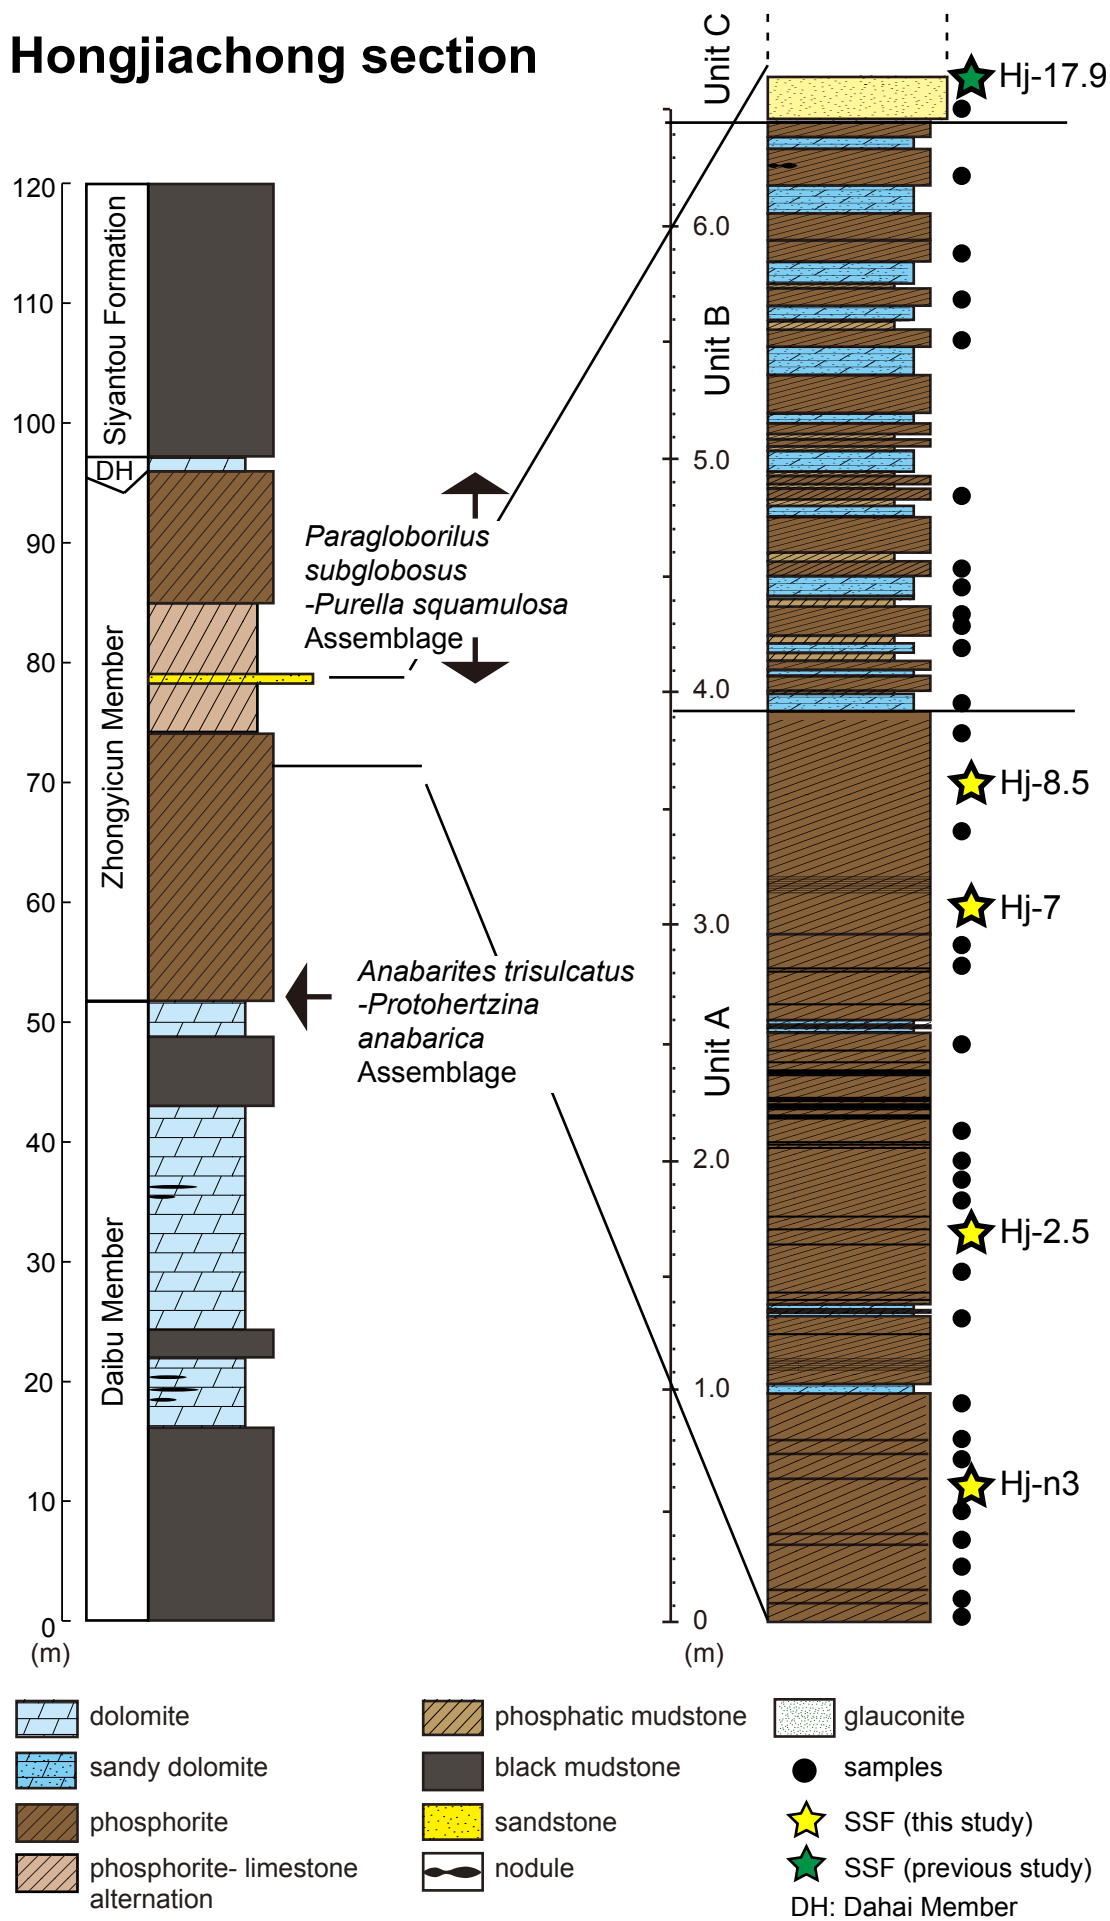 Hongjiachong section
120
110
100
90
80
70
60
50
40
30
20
10
0
(m)
Siyantou Formation
DH
Zhongyicun Member
Daibu Member
Paragloborilus
subglobosus
-Purella squamulosa
Assemblage
Anabarites trisulcatus
-Protohertzina
anabarica
Assemblage
Unit C
Unit B
Unit A
6.0
5.0
4.0
3.0
2.0
1.0
0
(m)
Hj-17.9
Hj-8.5
Hj-7
Hj-2.5
Hj-n3
dolomite
sandy dolomite
phosphorite
phosphorite- limestone
alternation
phosphatic mudstone
black mudstone
sandstone
nodule
glauconite
samples
SSF (this study)
SSF (previous study)
DH: Dahai Member